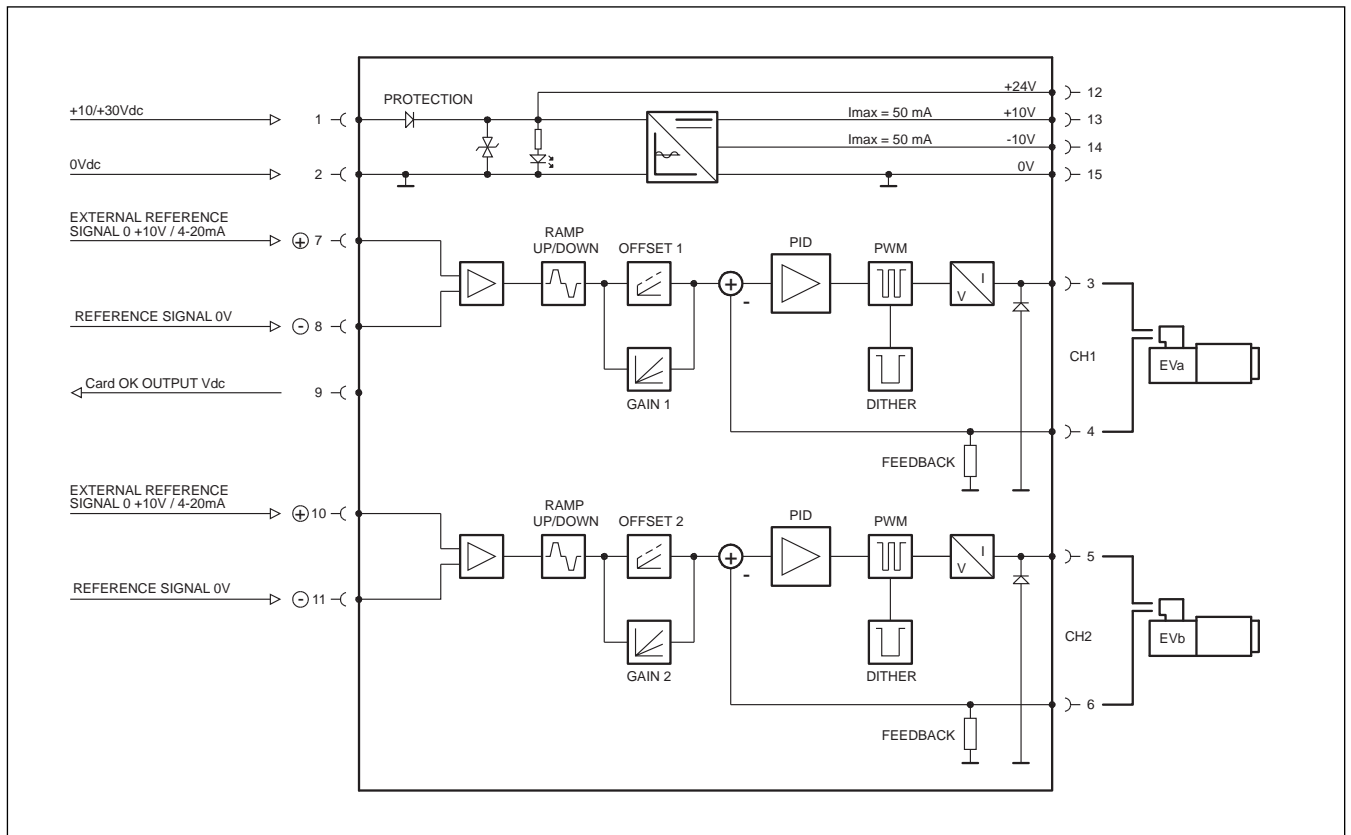 +24V
12
+10/+30Vdc
1
PROTECTION
Imax = 50 mA
+10V
13
Imax = 50 mA
-10V
14
0Vdc
2
0V
15
EXTERNAL REFERENCE
SIGNAL 0 +10V / 4-20mA
+
7
RAMP
UP/DOWN
OFFSET 1
PID
PWM
+
-
I
V
3
REFERENCE SIGNAL 0V
-
8
CH1
EVa
Card OK OUTPUT Vdc
9
GAIN 1
DITHER
4
FEEDBACK
EXTERNAL REFERENCE
SIGNAL 0 +10V / 4-20mA
+
10
RAMP
UP/DOWN
OFFSET 2
PID
PWM
+
-
I
V
5
REFERENCE SIGNAL 0V
-
11
CH2
EVb
GAIN 2
DITHER
6
FEEDBACK